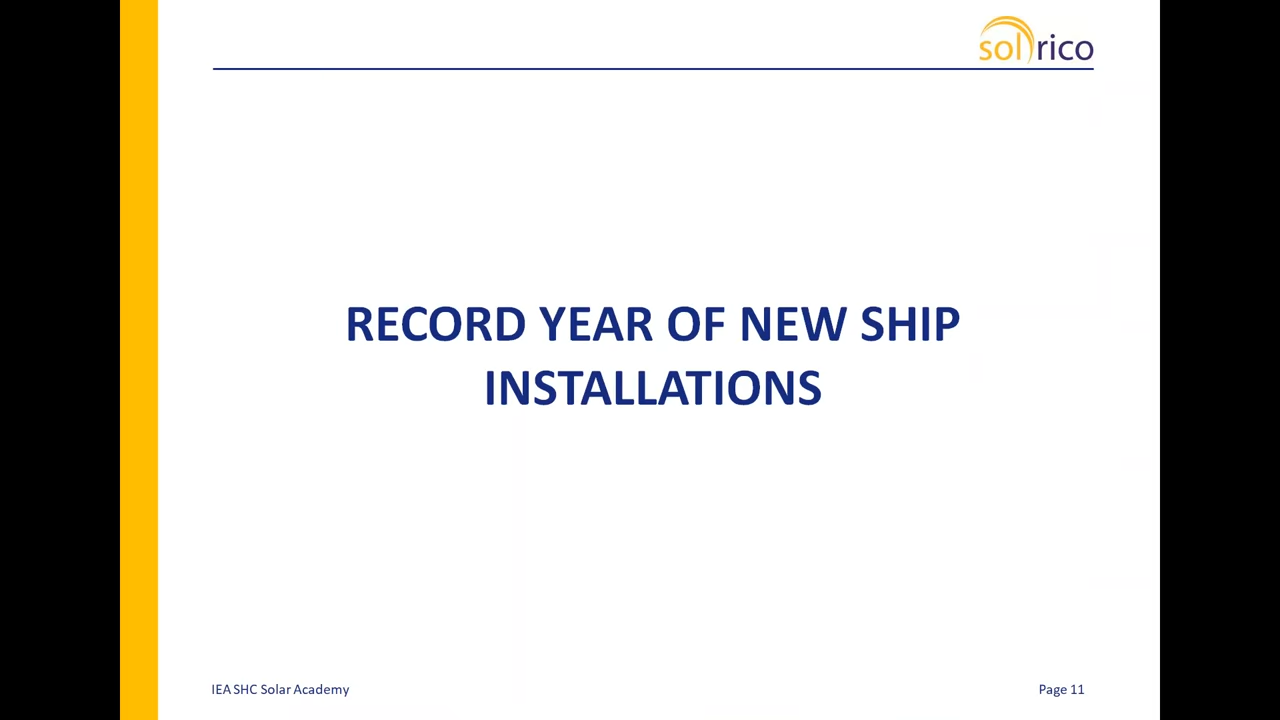 solrico
RECORD YEAR OF NEW SHIP
INSTALLATIONS
IEA SHC Solar Academy
Page 11